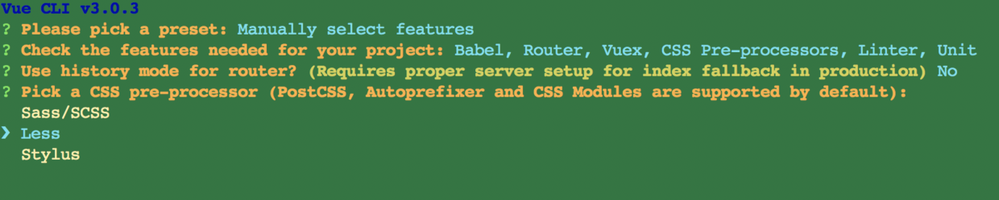 Vue CLI v3.0.3
? Please pick a preset: Manually select features
? Check the features needed for your project: Babel, Router, Vuex, CSS Pre-processors, Linter, Unit
? Use history mode for router? (Requires proper server setup for index fallback in production) No
? Pick a CSS pre-processor (PostCSS, Autoprefixer and CSS Modules are supported by default):
Sass/SCSS
❯ Less
Stylus